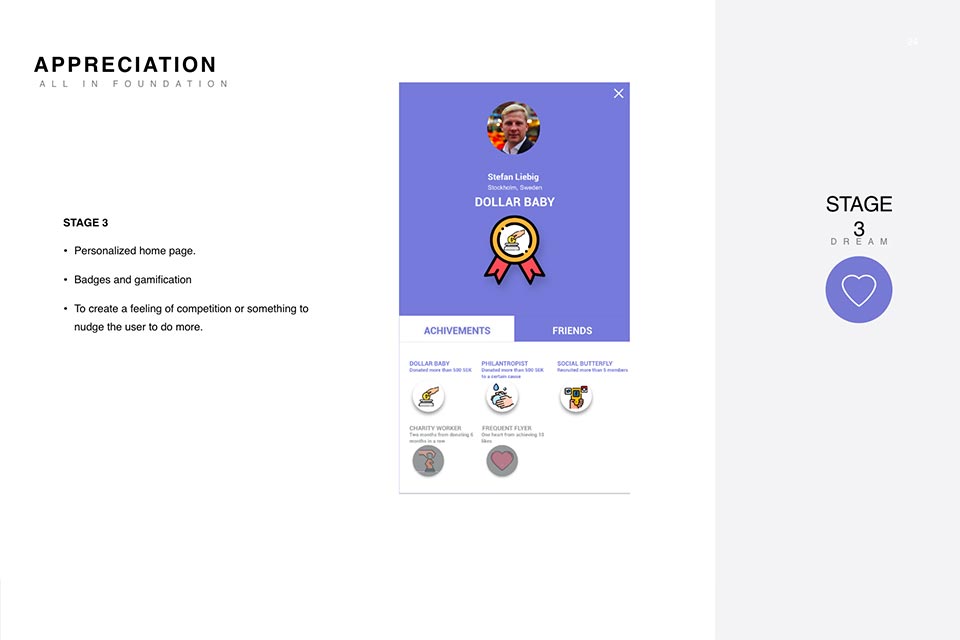 24
APPRECIATION
ALL IN FOUNDATION
STAGE 3
• Personalized home page.
• Badges and gamification
• To create a feeling of competition or something to
nudge the user to do more.
Stefan Liebig
Stockholm, Sweden
DOLLAR BABY
ACHIVEMENTS
FRIENDS
DOLLAR BABY
Donated more than 500 SEK
PHILANTROPIST
Donated more than 500 SEK
to a certain cause
SOCIAL BUTTERFLY
Recruited more than 5 members
CHARITY WORKER
Two months from donating 6
months in a row
FREQUENT FLYER
One heart from achieving 10
likes
STAGE
3
DREAM